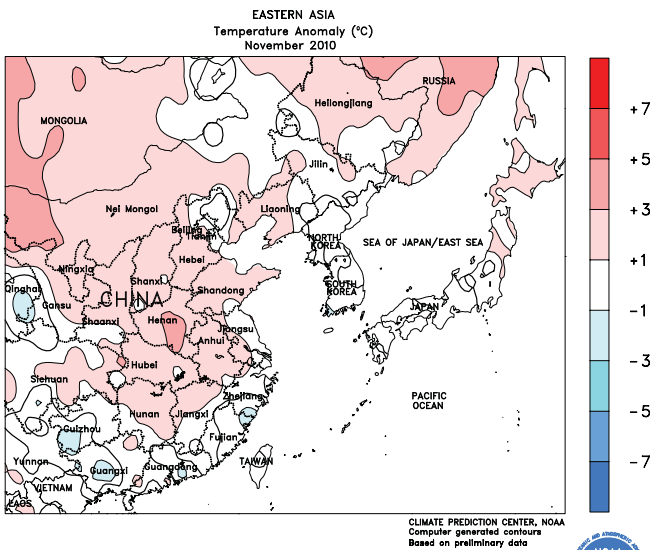 EASTERN ASIA
Temperature Anomaly (°C)
November 2010
RUSSIA
Heilongjiang
MONGOLIA
Jilin
Nei Mongol
Liaoning
Beijing
Tianjin
NORTH
KOREA
SEA OF JAPAN/EAST SEA
Hebei
Ningxia
Shanxi
Qinghai
Gansu
CHINA
Shandong
SOUTH
KOREA
JAPAN
Shaanxi
Henan
Jiangsu
Anhui
Hubei
Sichuan
Zhejiang
PACIFIC
OCEAN
Hunan
Jiangxi
Guizhou
Fujian
Yunnan
Guangxi
Guangdong
TAIWAN
VIETNAM
LAOS
+7
+5
+3
+1
-1
-3
-5
-7
CLIMATE PREDICTION CENTER, NOAA
Computer generated contours
Based on preliminary data